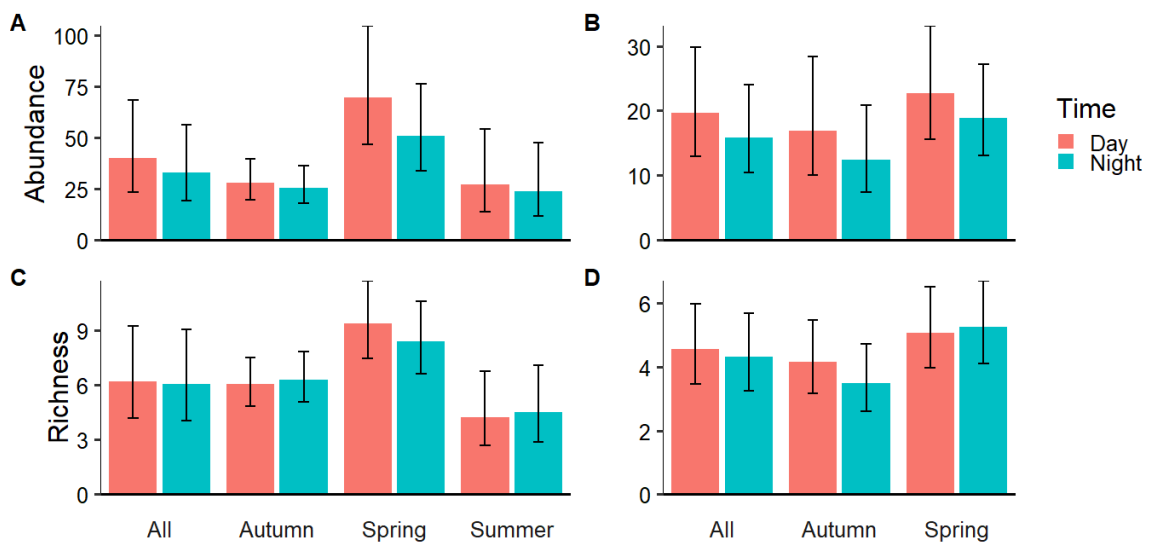 A
B
Abundance
100
75
50
25
0
30
20
10
0
Time
Day
Night
C
D
Richness
9
6
3
0
6
4
2
0
All Autumn Spring Summer
All Autumn Spring